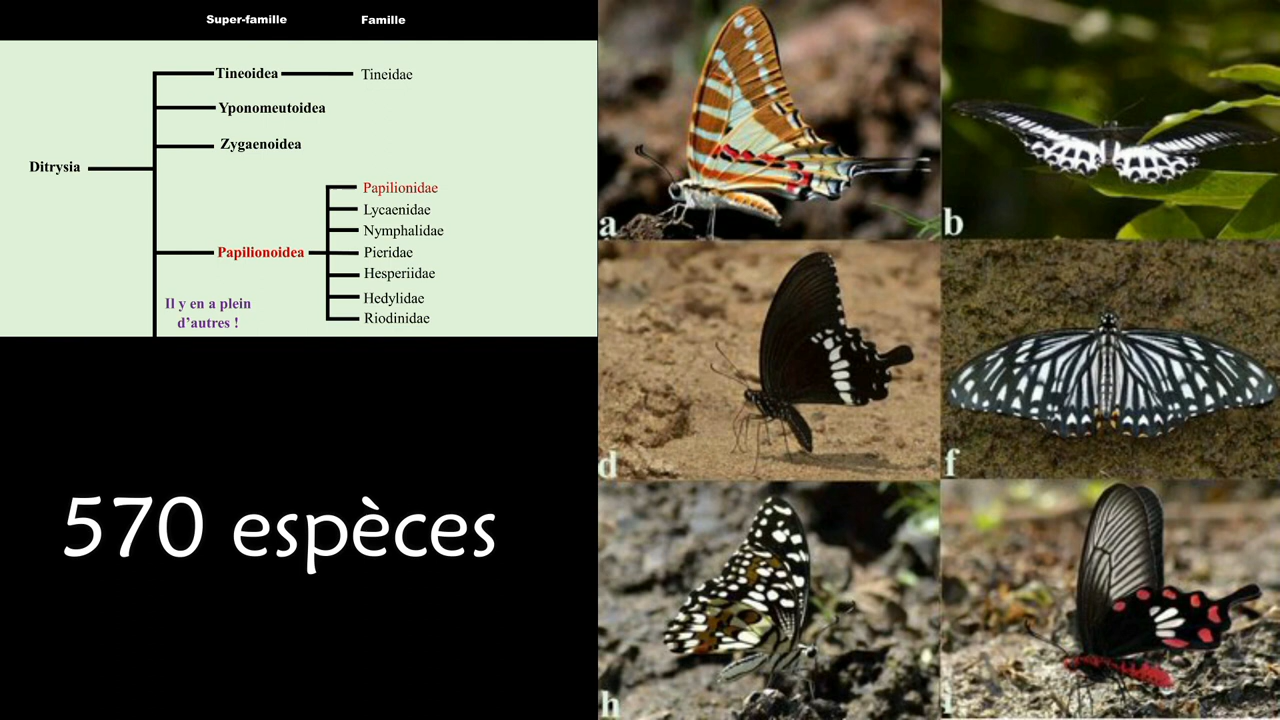 Super-famille Famille
Tineoidea Tineidae
Yponomeutoidea
Zygaenoidea
Ditrysia
Papilionidae
Lycaenidae
Nymphalidae
Papilionoidea Pieridae
Hesperiidae
Hedylidae
Il y en a plein
d'autres !
Riodinidae
570 espèces
a
b
d
f
h
i